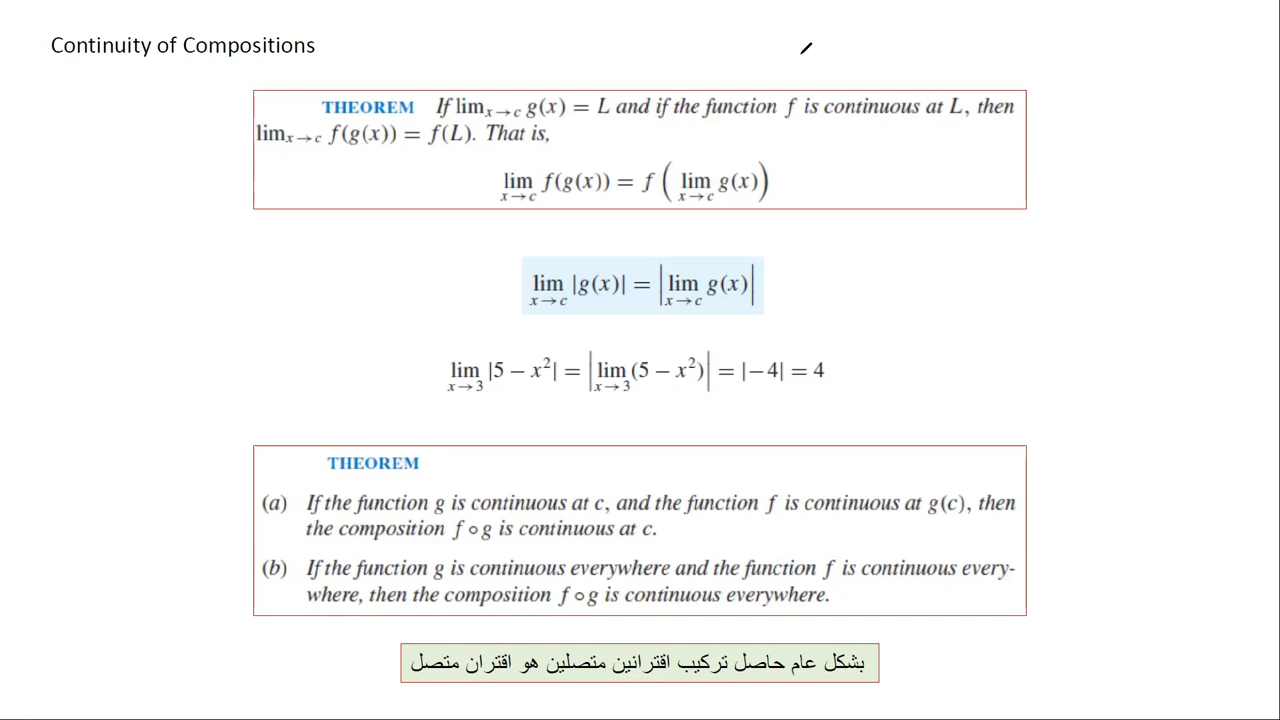 Continuity of Compositions
THEOREM If lim_{x→c} g(x) = L and if the function f is continuous at L, then
lim_{x→c} f(g(x)) = f(L). That is,
lim_{x→c} f(g(x)) = f ( lim_{x→c} g(x) )
lim_{x→c} |g(x)| = | lim_{x→c} g(x) |
lim_{x→3} |5 − x²| = | lim_{x→3} (5 − x²) | = |−4| = 4
THEOREM
(a) If the function g is continuous at c, and the function f is continuous at g(c), then
the composition f ∘ g is continuous at c.
(b) If the function g is continuous everywhere and the function f is continuous every-
where, then the composition f ∘ g is continuous everywhere.
بشكل عام حاصل تركيب اقترانين متصلين هو اقتران متصل